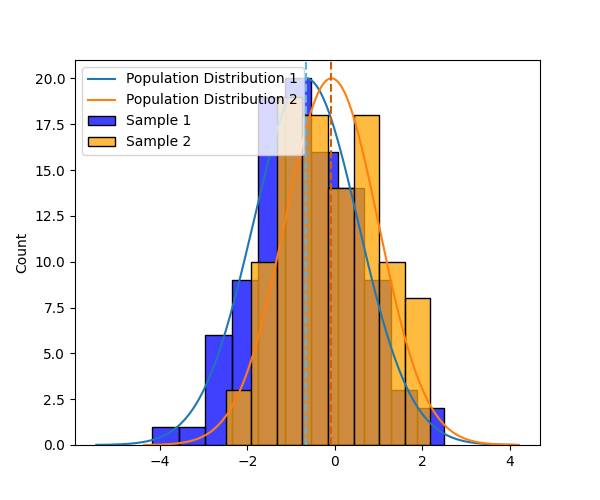 Population Distribution 1
Population Distribution 2
Sample 1
Sample 2
20.0
17.5
15.0
12.5
10.0
7.5
5.0
2.5
0.0
Count
−4 −2 0 2 4